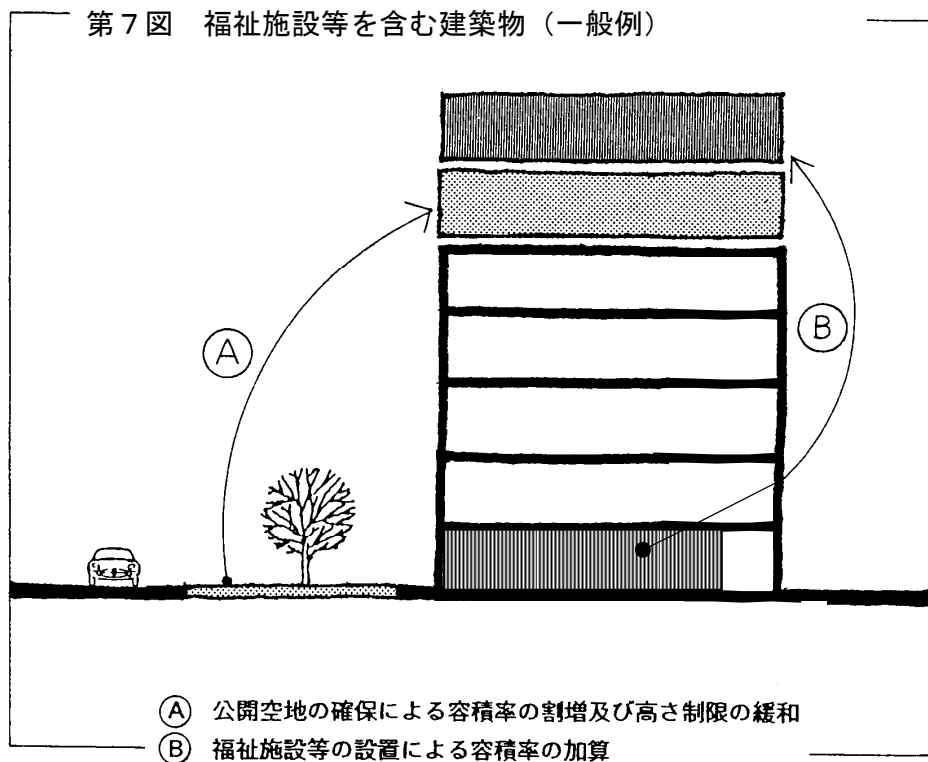 第７図　福祉施設等を含む建築物（一般例）
A
B
Ⓐ　公開空地の確保による容積率の割増及び高さ制限の緩和
Ⓑ　福祉施設等の設置による容積率の加算